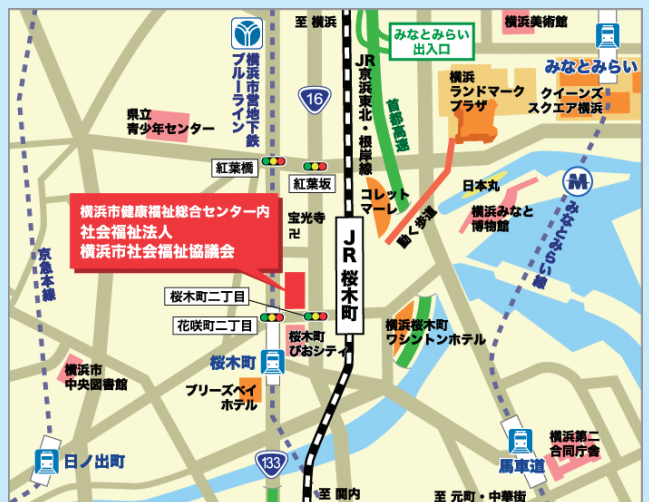 至 横浜
みなとみらい
出入口
横浜美術館
みなとみらい
横浜市営地下鉄
ブルーライン
16
JR京浜東北・根岸線
首都高速
横浜
ランドマーク
プラザ
クイーンズ
スクエア横浜
県立
青少年センター
紅葉橋
紅葉坂
コレット
マーレ
動く歩道
日本丸
横浜みなと
博物館
みなとみらい線
横浜市健康福祉総合センター内
社会福祉法人
横浜市社会福祉協議会
宝光寺
卍
JR 桜木町
京急本線
桜木町二丁目
花咲町二丁目
桜木町
ぴおシティ
横浜桜木町
ワシントンホテル
桜木町
横浜市
中央図書館
ブリーズベイ
ホテル
日ノ出町
133
馬車道
横浜第二
合同庁舎
至 関内
至 元町・中華街